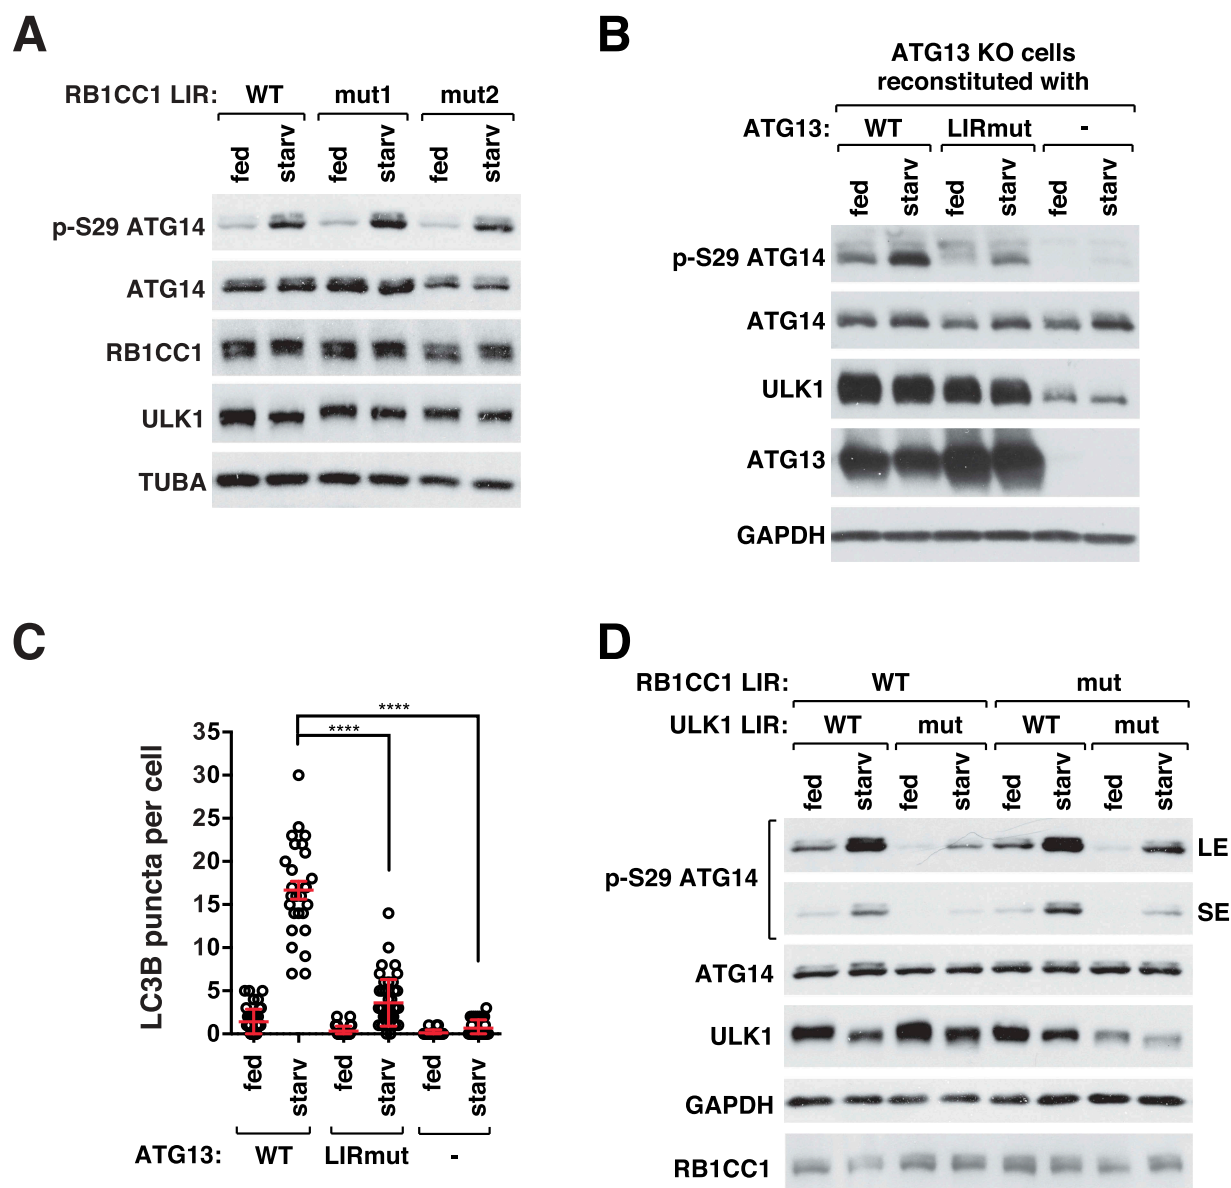 A
RB1CC1 LIR: WT mut1 mut2
fed starv fed starv fed starv
p-S29 ATG14
ATG14
RB1CC1
ULK1
TUBA
B
ATG13 KO cells
reconstituted with
ATG13: WT LIRmut -
fed starv fed starv fed starv
p-S29 ATG14
ATG14
ULK1
ATG13
GAPDH
C
LC3B puncta per cell
****
****
35
30
25
20
15
10
5
0
fed starv fed starv fed starv
ATG13: WT LIRmut -
D
RB1CC1 LIR: WT mut
ULK1 LIR: WT mut WT mut
fed starv fed starv fed starv fed starv
p-S29 ATG14
LE
SE
ATG14
ULK1
GAPDH
RB1CC1